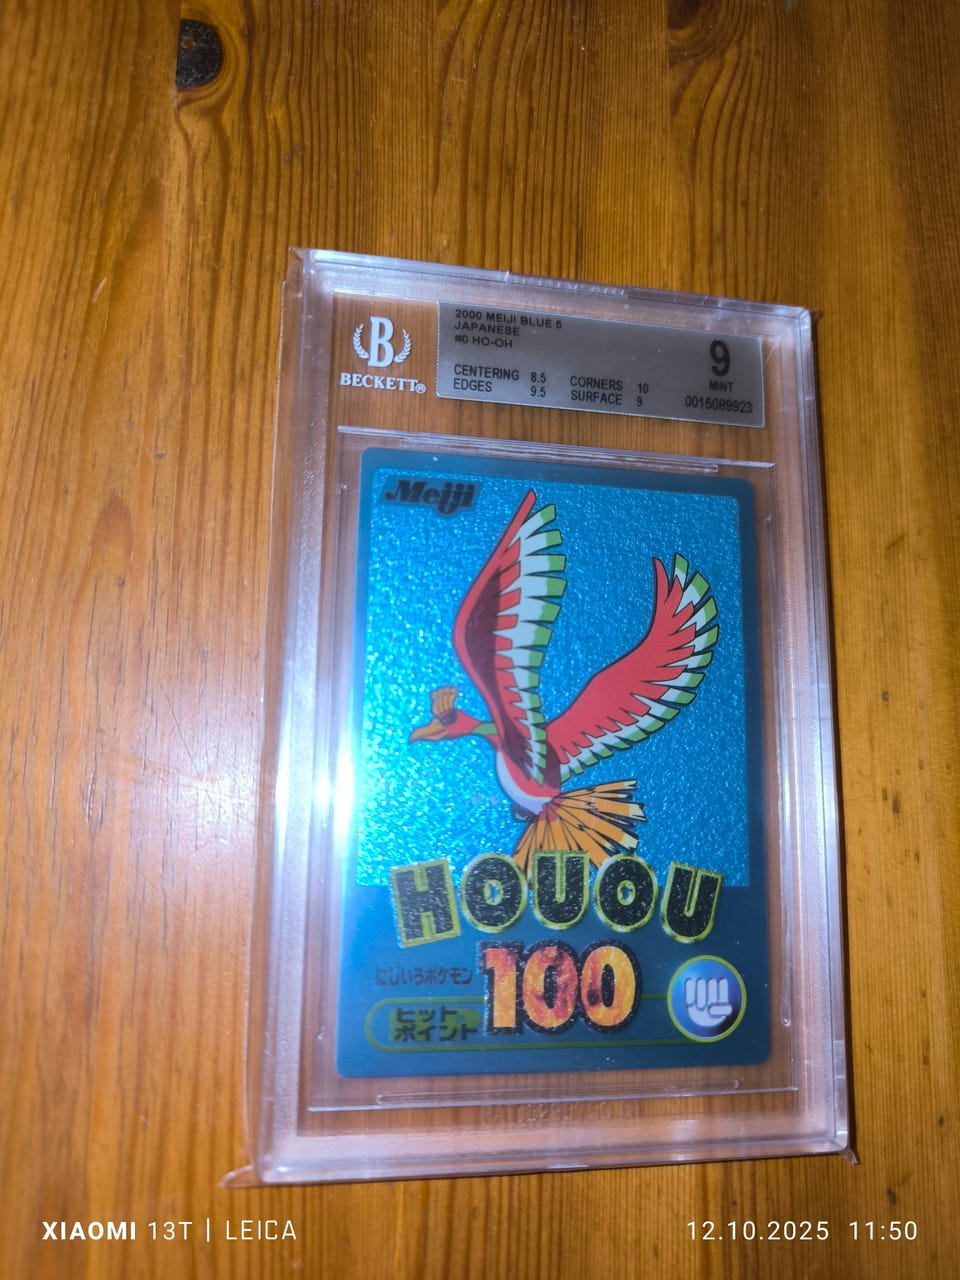 B
BECKETT®
2000 MEIJI BLUE 5
JAPANESE
#0 HO-OH
CENTERING 8.5 CORNERS 10
EDGES 9.5 SURFACE 9
9
MINT
0015089923
Meiji
HOUOU
にじいろポケモン
100
ヒット
ポイント
XIAOMI 13T | LEICA
12.10.2025 11:50